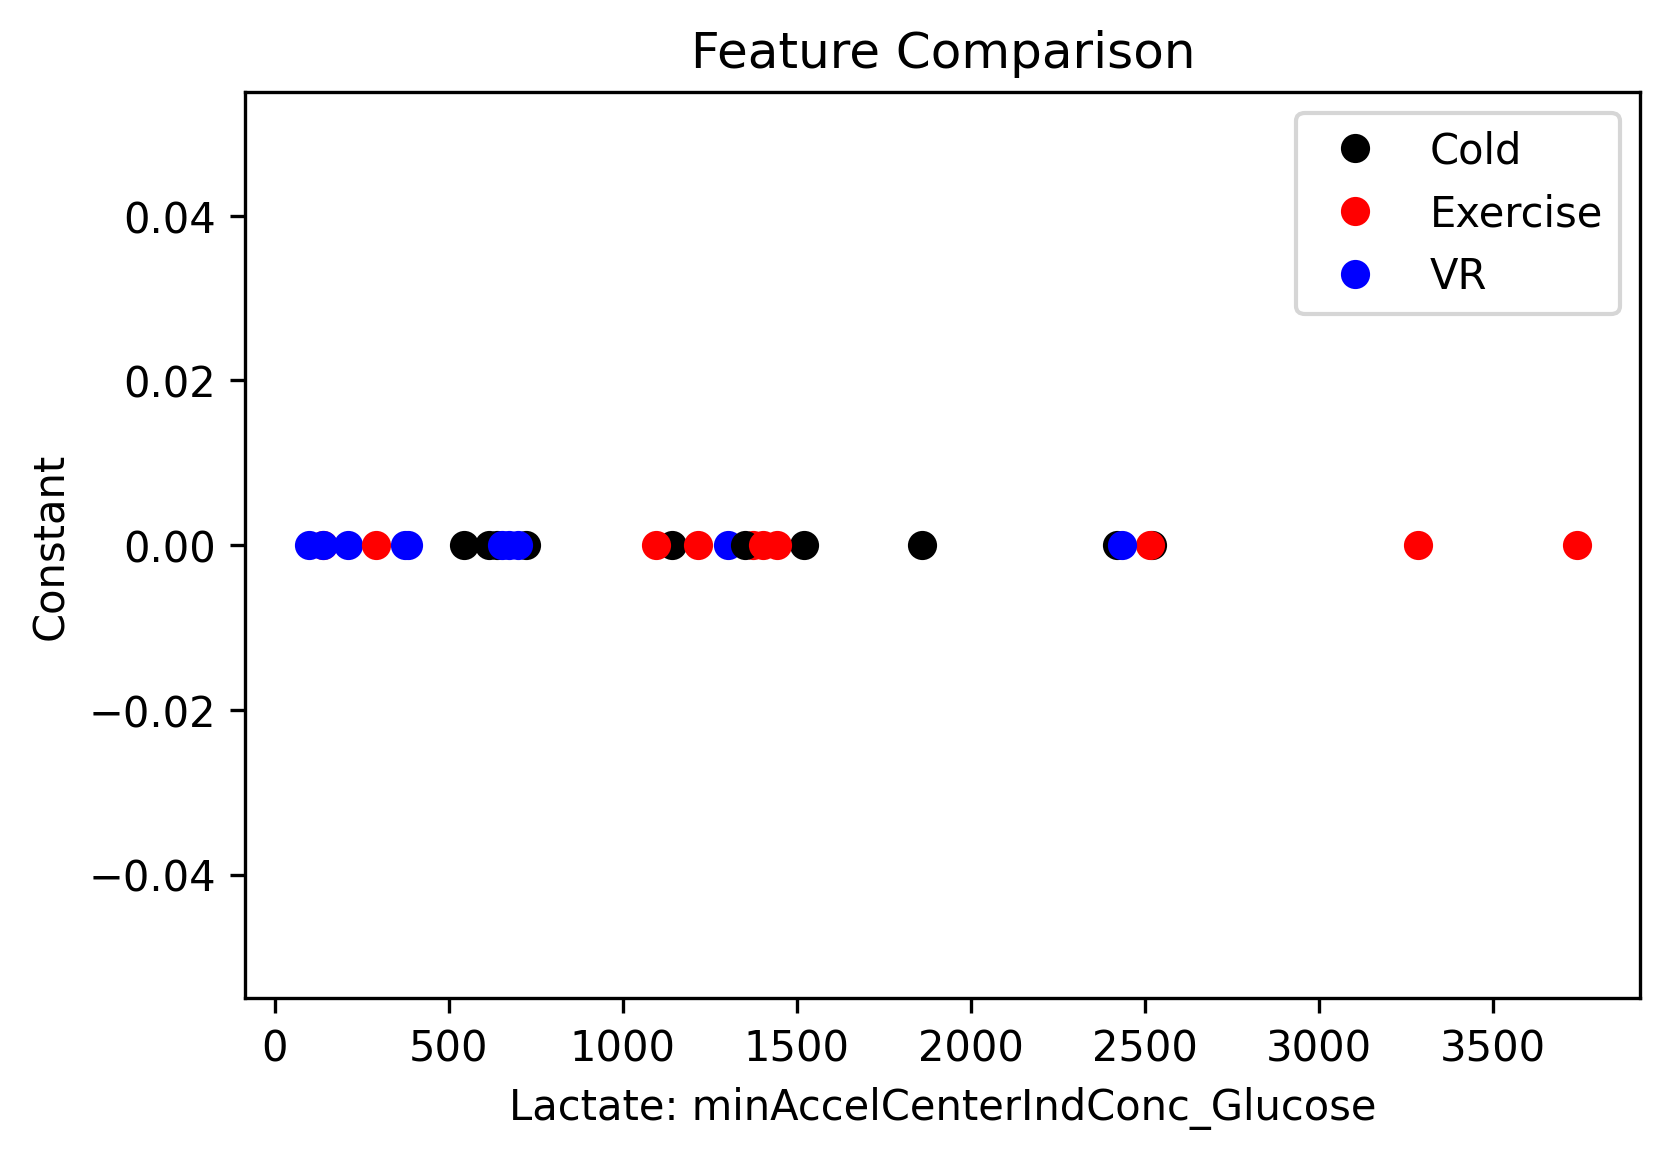 Feature Comparison
Cold
Exercise
VR
0.04
0.02
0.00
−0.02
−0.04
Constant
0 500 1000 1500 2000 2500 3000 3500
Lactate: minAccelCenterIndConc_Glucose